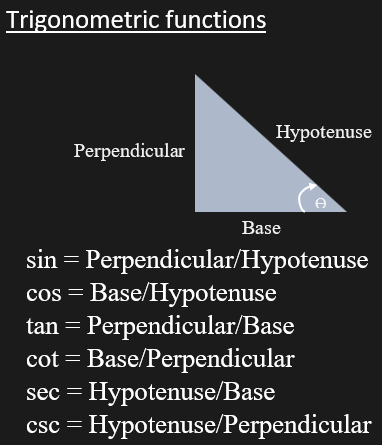 Trigonometric functions
Perpendicular
Hypotenuse
Θ
Base
sin = Perpendicular/Hypotenuse
cos = Base/Hypotenuse
tan = Perpendicular/Base
cot = Base/Perpendicular
sec = Hypotenuse/Base
csc = Hypotenuse/Perpendicular